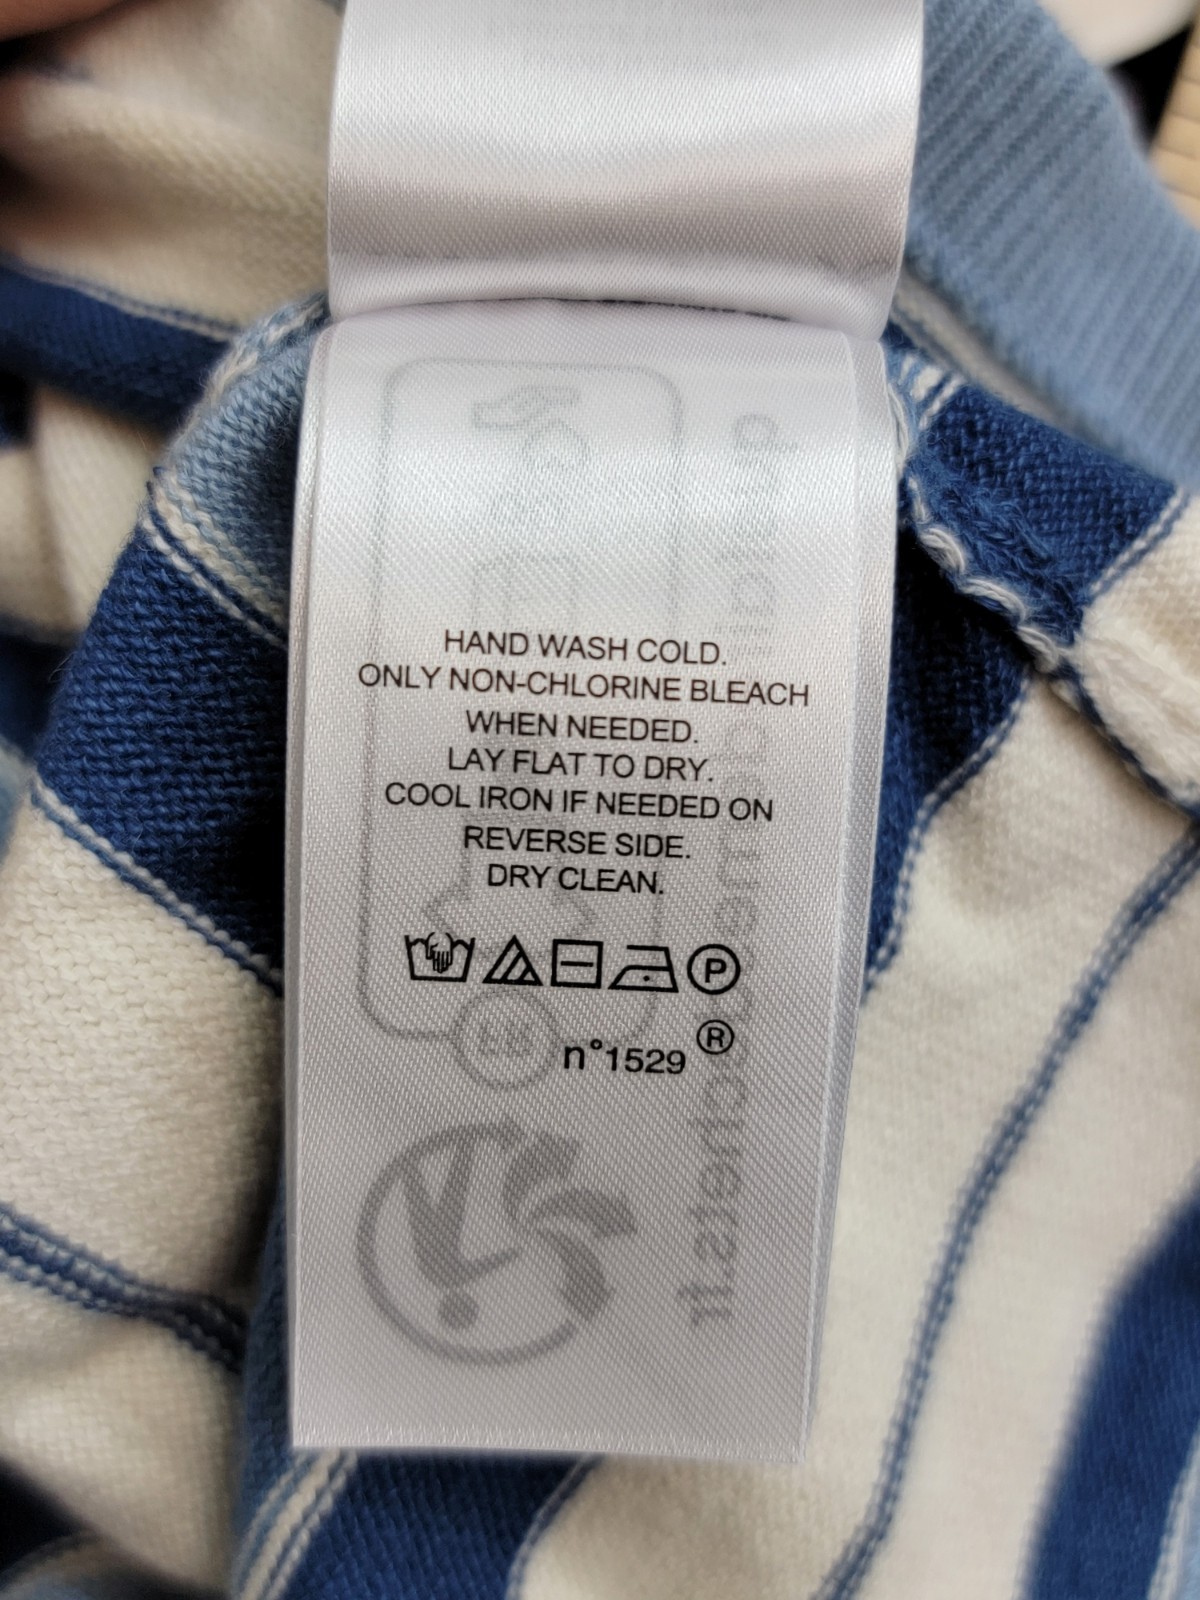 HAND WASH COLD.
ONLY NON-CHLORINE BLEACH
WHEN NEEDED.
LAY FLAT TO DRY.
COOL IRON IF NEEDED ON
REVERSE SIDE.
DRY CLEAN.
P
n°1529 ®